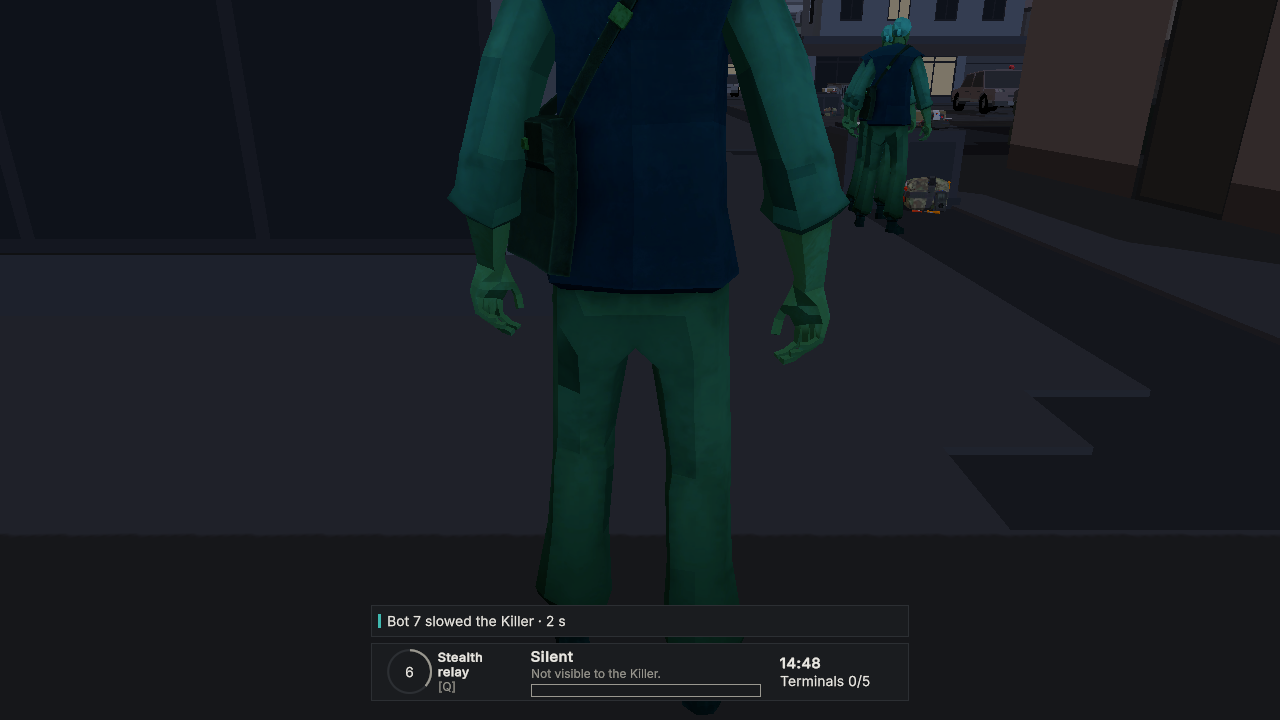 Bot 7 slowed the Killer · 2 s
6
Stealth
relay
[Q]
Silent
Not visible to the Killer.
14:48
Terminals 0/5